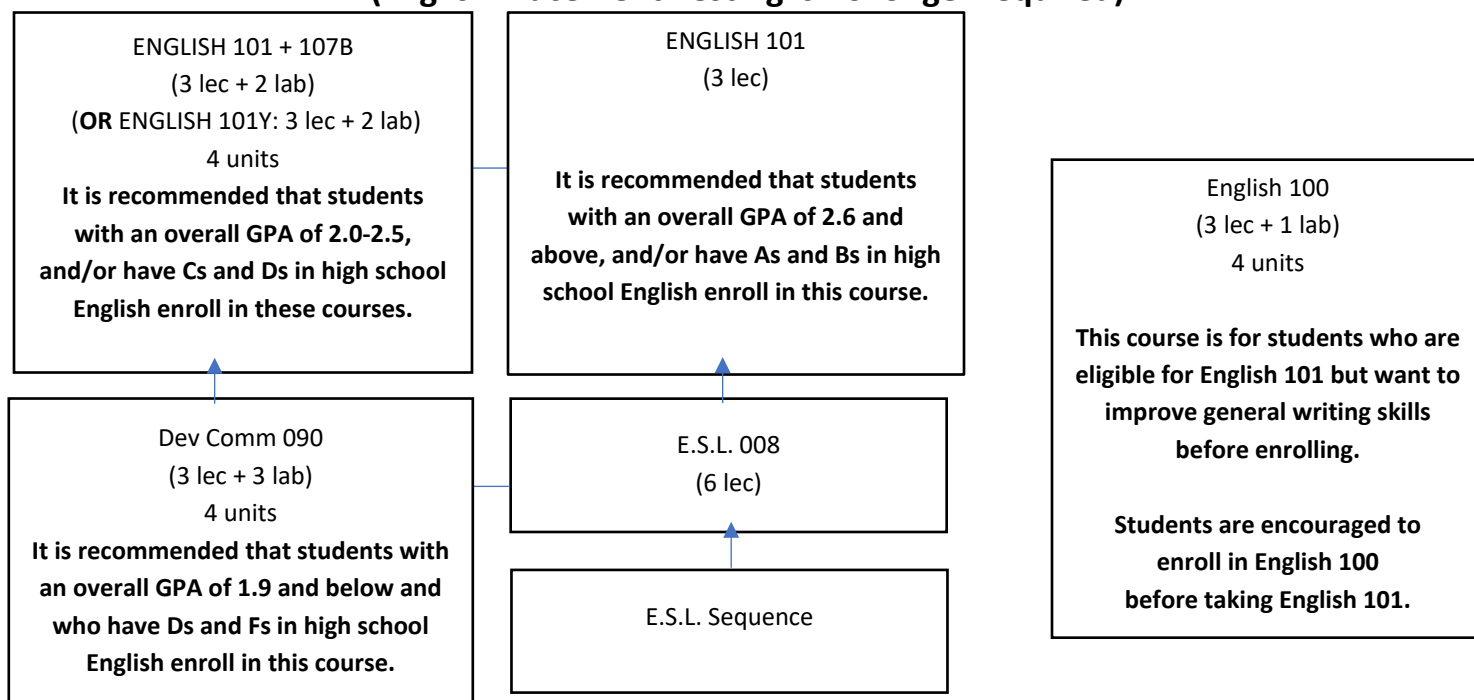 ENGLISH 101 + 107B
(3 lec + 2 lab)
(OR ENGLISH 101Y: 3 lec + 2 lab)
4 units
It is recommended that students
with an overall GPA of 2.0-2.5,
and/or have Cs and Ds in high school
English enroll in these courses.
ENGLISH 101
(3 lec)
It is recommended that students
with an overall GPA of 2.6 and
above, and/or have As and Bs in high
school English enroll in this course.
English 100
(3 lec + 1 lab)
4 units
This course is for students who are
eligible for English 101 but want to
improve general writing skills
before enrolling.
Students are encouraged to
enroll in English 100
before taking English 101.
Dev Comm 090
(3 lec + 3 lab)
4 units
It is recommended that students with
an overall GPA of 1.9 and below and
who have Ds and Fs in high school
English enroll in this course.
E.S.L. 008
(6 lec)
E.S.L. Sequence